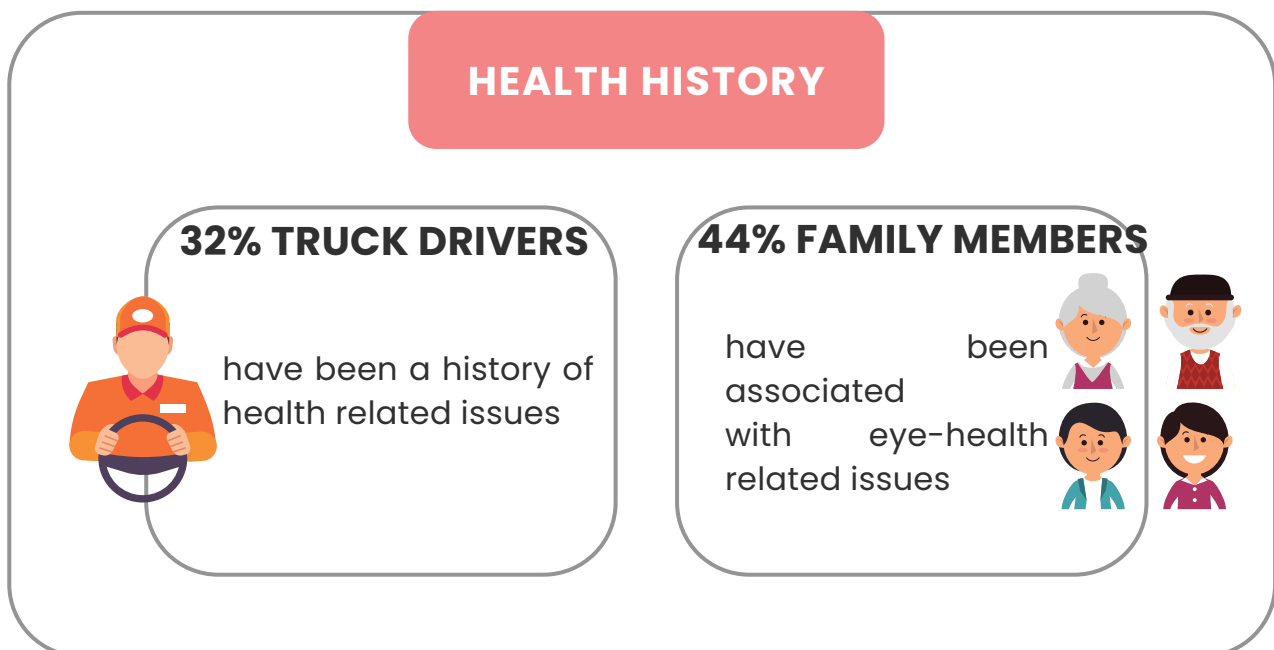 HEALTH HISTORY
32% TRUCK DRIVERS
have been a history of
health related issues
44% FAMILY MEMBERS
have been
associated
with eye-health
related issues